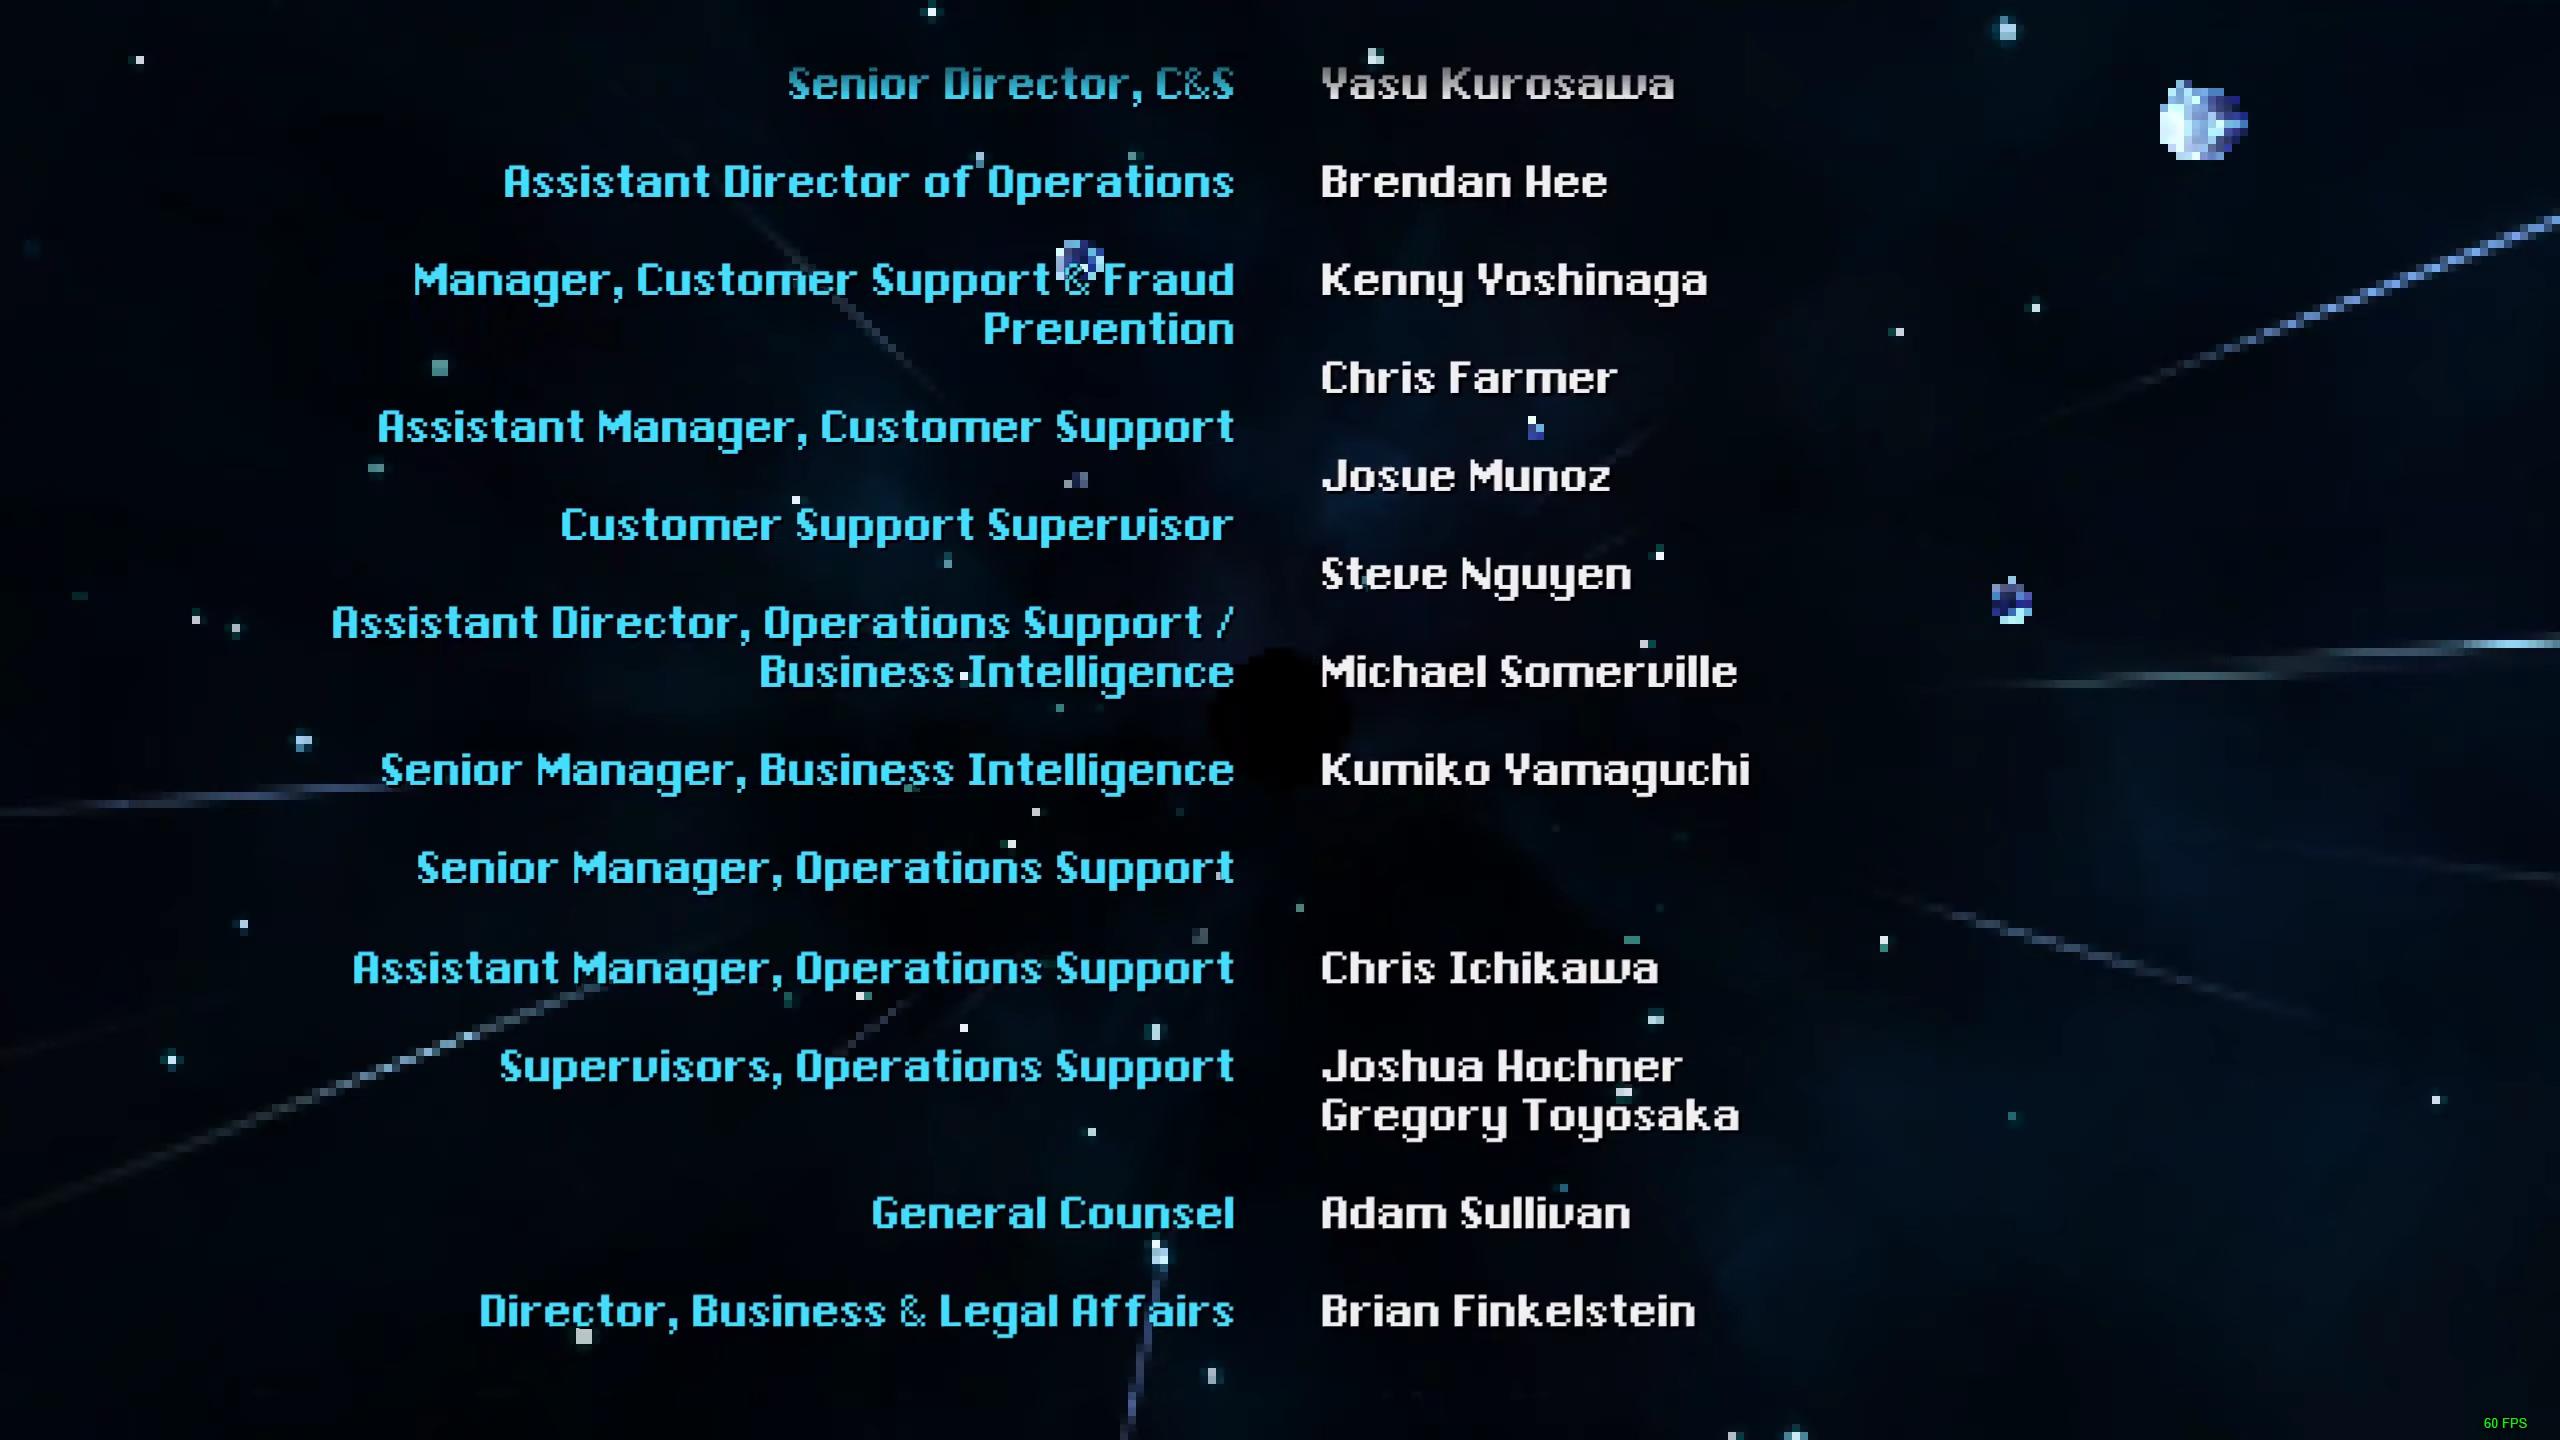 Senior Director, C&S Yasu Kurosawa
Assistant Director of Operations Brendan Hee
Manager, Customer Support & Fraud Kenny Yoshinaga
Prevention
Chris Farmer
Assistant Manager, Customer Support
Josue Munoz
Customer Support Supervisor
Steve Nguyen
Assistant Director, Operations Support /
Business Intelligence Michael Somerville
Senior Manager, Business Intelligence Kumiko Yamaguchi
Senior Manager, Operations Support
Assistant Manager, Operations Support Chris Ichikawa
Supervisors, Operations Support Joshua Hochner
Gregory Toyosaka
General Counsel Adam Sullivan
Director, Business & Legal Affairs Brian Finkelstein
60 FPS